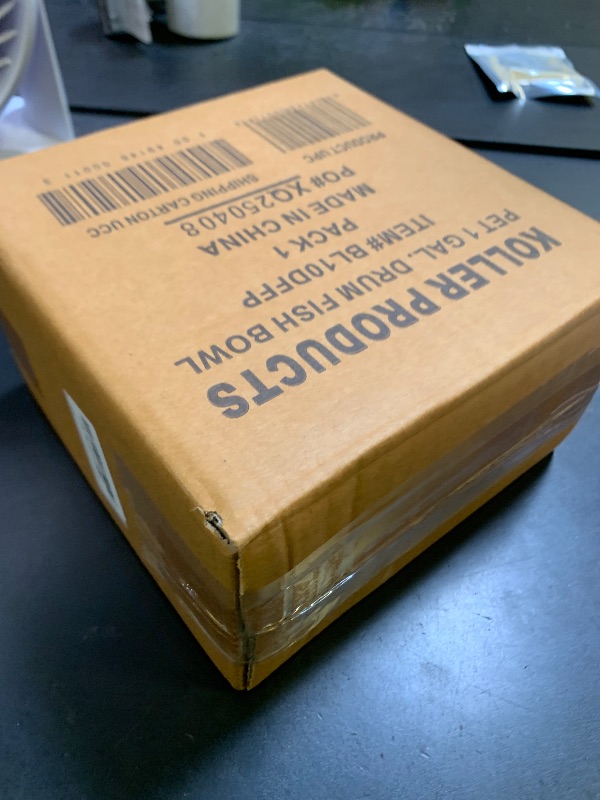 KOLLER PRODUCTS
PET 1 GAL. DRUM FISH BOWL
ITEM# BL10DFFP
PACK 1
MADE IN CHINA
PO# XQ250408
SHIPPING CARTON UCC
PRODUCT UPC